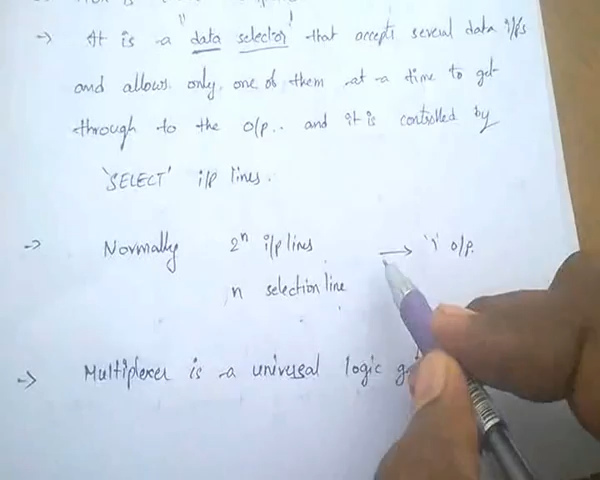 -> It is a "data selector" that accepts several data i/ps
and allows only one of them at a time to get
through to the o/p.. and it is controlled by
'SELECT' i/p lines.
-> Normally 2ⁿ i/p lines → '1' o/p.
n selection line
-> Multiplexer is a universal logic